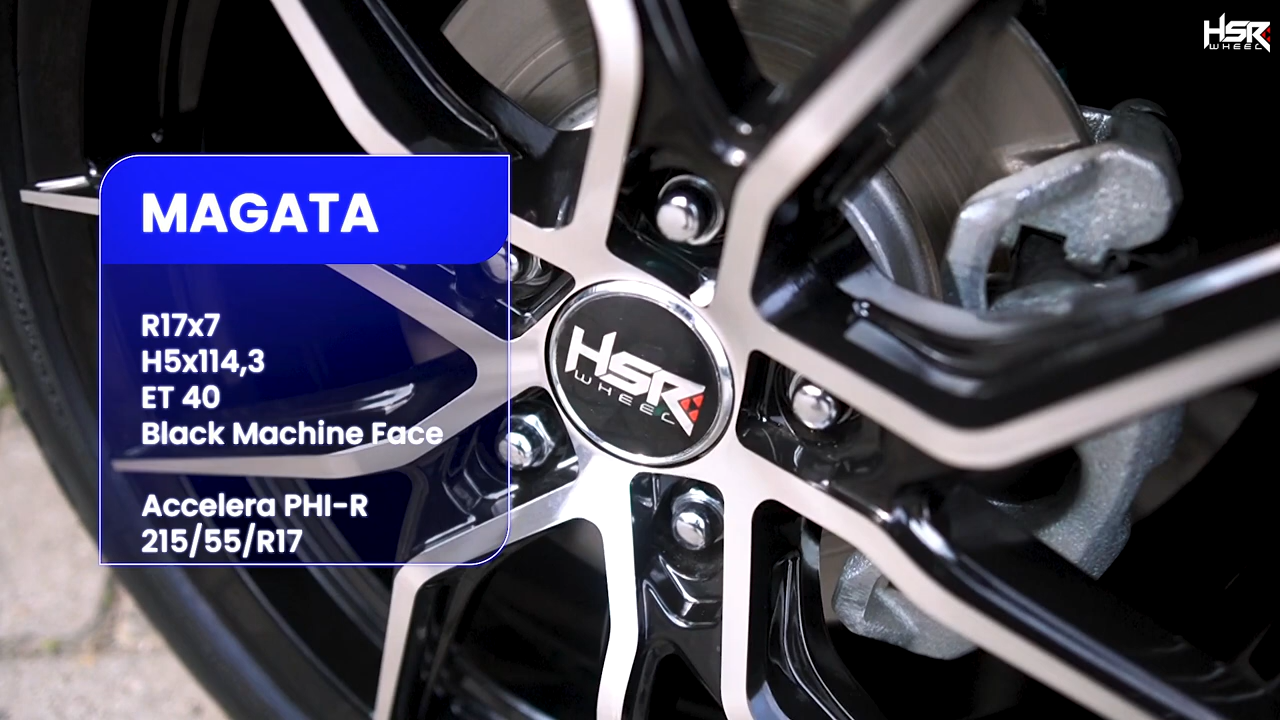 HSR
WHEEL
MAGATA
R17x7
H5x114,3
ET 40
Black Machine Face
Accelera PHI-R
215/55/R17
HSR
WHEEL